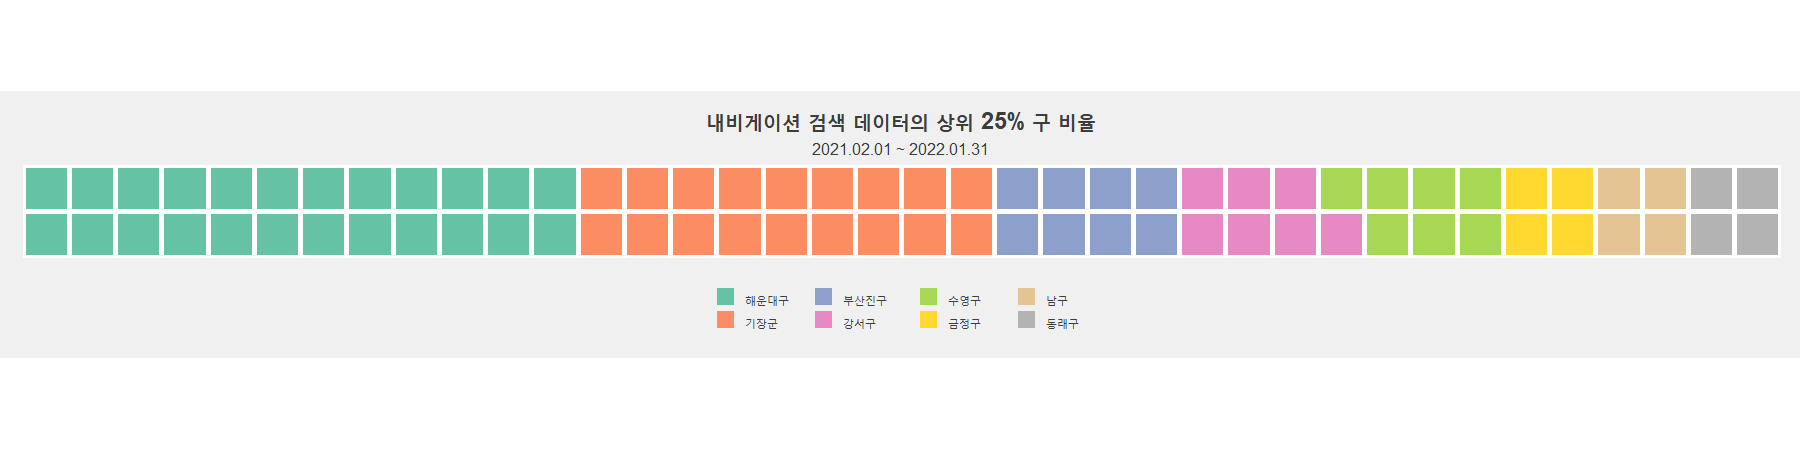 내비게이션 검색 데이터의 상위 25% 구 비율
2021.02.01 ~ 2022.01.31
해운대구 부산진구 수영구 남구
기장군 강서구 금정구 동래구